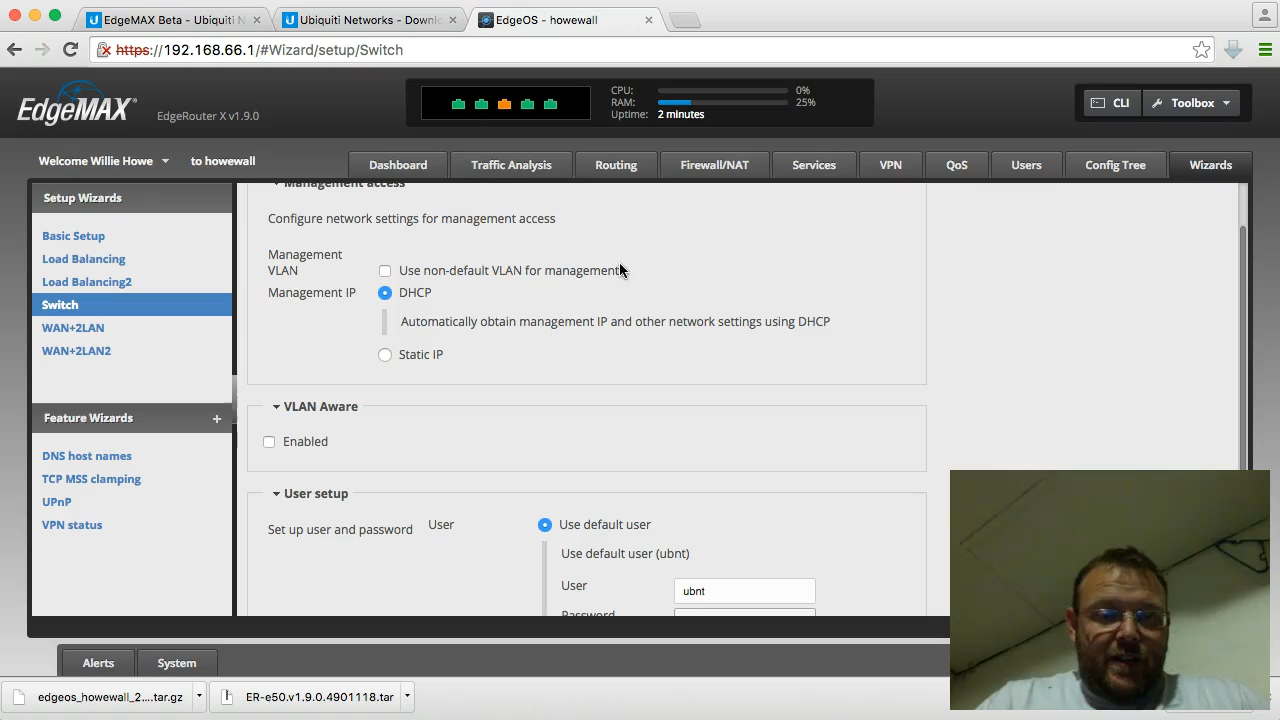 EdgeMAX Beta - Ubiquiti N
Ubiquiti Networks - Downlo
EdgeOS - howewall
https://192.168.66.1/#Wizard/setup/Switch
EdgeMAX
EdgeRouter X v1.9.0
CPU: 0%
RAM: 25%
Uptime: 2 minutes
CLI
Toolbox
Welcome Willie Howe
to howewall
Dashboard
Traffic Analysis
Routing
Firewall/NAT
Services
VPN
QoS
Users
Config Tree
Wizards
Setup Wizards
Basic Setup
Load Balancing
Load Balancing2
Switch
WAN+2LAN
WAN+2LAN2
Feature Wizards +
DNS host names
TCP MSS clamping
UPnP
VPN status
Management access
Configure network settings for management access
Management
VLAN
Use non-default VLAN for management
Management IP
DHCP
Automatically obtain management IP and other network settings using DHCP
Static IP
VLAN Aware
Enabled
User setup
Set up user and password
User
Use default user
Use default user (ubnt)
User
ubnt
Password
Alerts
System
edgeos_howewall_2....tar.gz
ER-e50.v1.9.0.4901118.tar